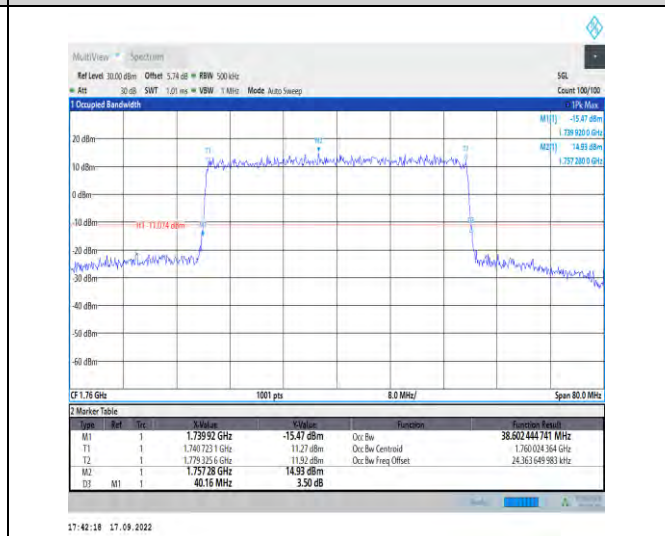 MultiView Spectrum
Ref Level 30.00 dBm Offset 5.74 dB RBW 500 kHz SGL
Att 30 dB SWT 1.01 ms VBW 1 MHz Mode Auto Sweep Count 100/100
1 Occupied Bandwidth 1Pk Max
M1[1] -15.47 dBm
1.739 920 0 GHz
M2[1] 14.93 dBm
1.757 280 0 GHz
20 dBm
10 dBm
0 dBm
-10 dBm
H1 -11.074 dBm
-20 dBm
-30 dBm
-40 dBm
-50 dBm
-60 dBm
T1
M2
T2
CF 1.76 GHz 1001 pts 8.0 MHz/ Span 80.0 MHz
2 Marker Table
Type Ref Trc X-Value Y-Value Function Function Result
M1 1 1.73992 GHz -15.47 dBm Occ Bw 38.602 444 741 MHz
T1 1 1.740 723 1 GHz 11.27 dBm Occ Bw Centroid 1.760 024 364 GHz
T2 1 1.779 325 6 GHz 11.92 dBm Occ Bw Freq Offset 24.363 649 983 kHz
M2 1 1.757 28 GHz 14.93 dBm
D3 M1 1 40.16 MHz 3.50 dB
17:42:18 17.09.2022